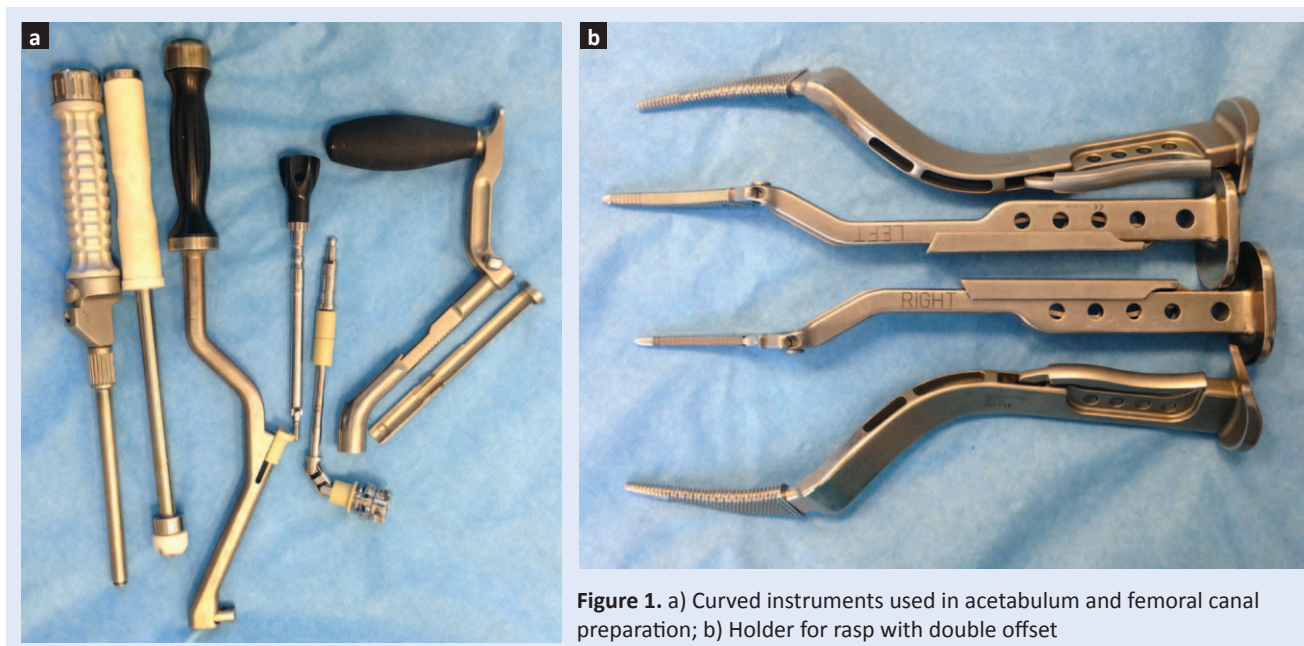 a
b
LEFT
RIGHT
Figure 1. a) Curved instruments used in acetabulum and femoral canal
preparation; b) Holder for rasp with double offset